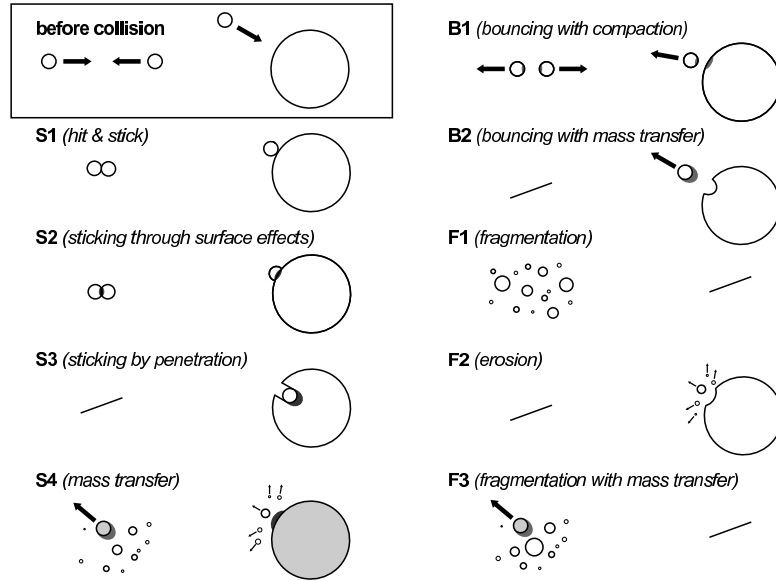 before collision
S1 (hit & stick)
S2 (sticking through surface effects)
S3 (sticking by penetration)
S4 (mass transfer)
B1 (bouncing with compaction)
B2 (bouncing with mass transfer)
F1 (fragmentation)
F2 (erosion)
F3 (fragmentation with mass transfer)